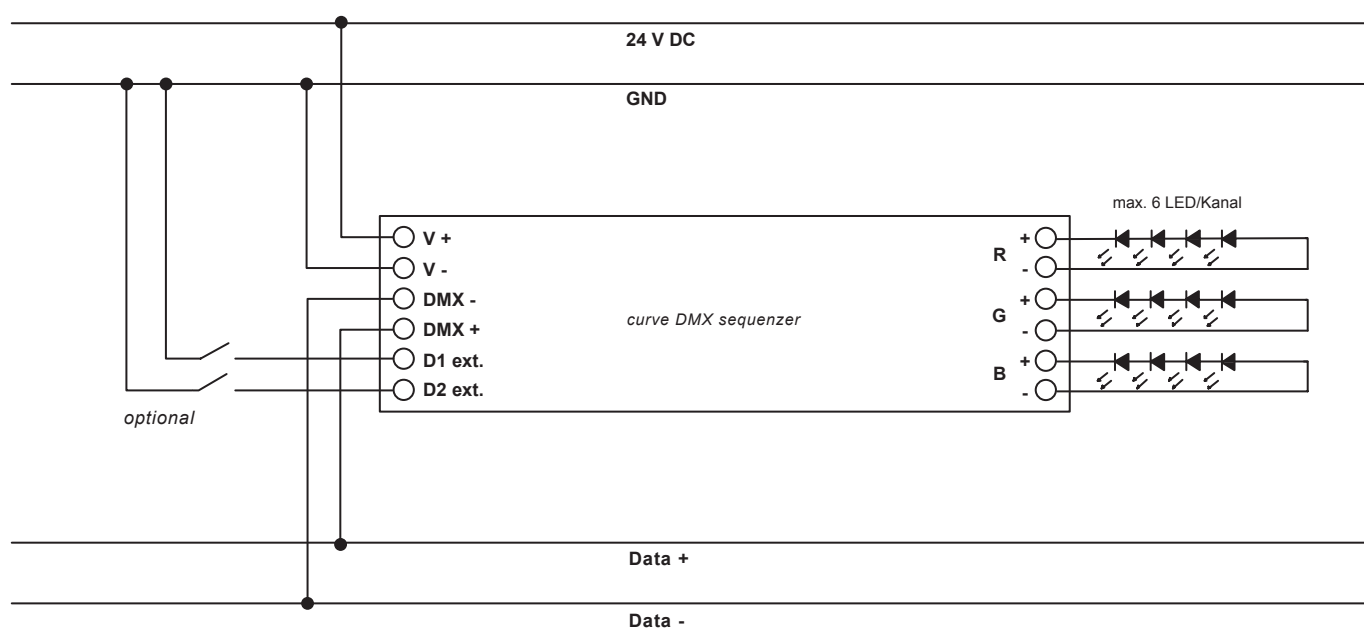 24 V DC
GND
max. 6 LED/Kanal
V +
V -
DMX -
DMX +
D1 ext.
D2 ext.
optional
curve DMX sequenzer
+
R
-
+
G
-
+
B
-
Data +
Data -